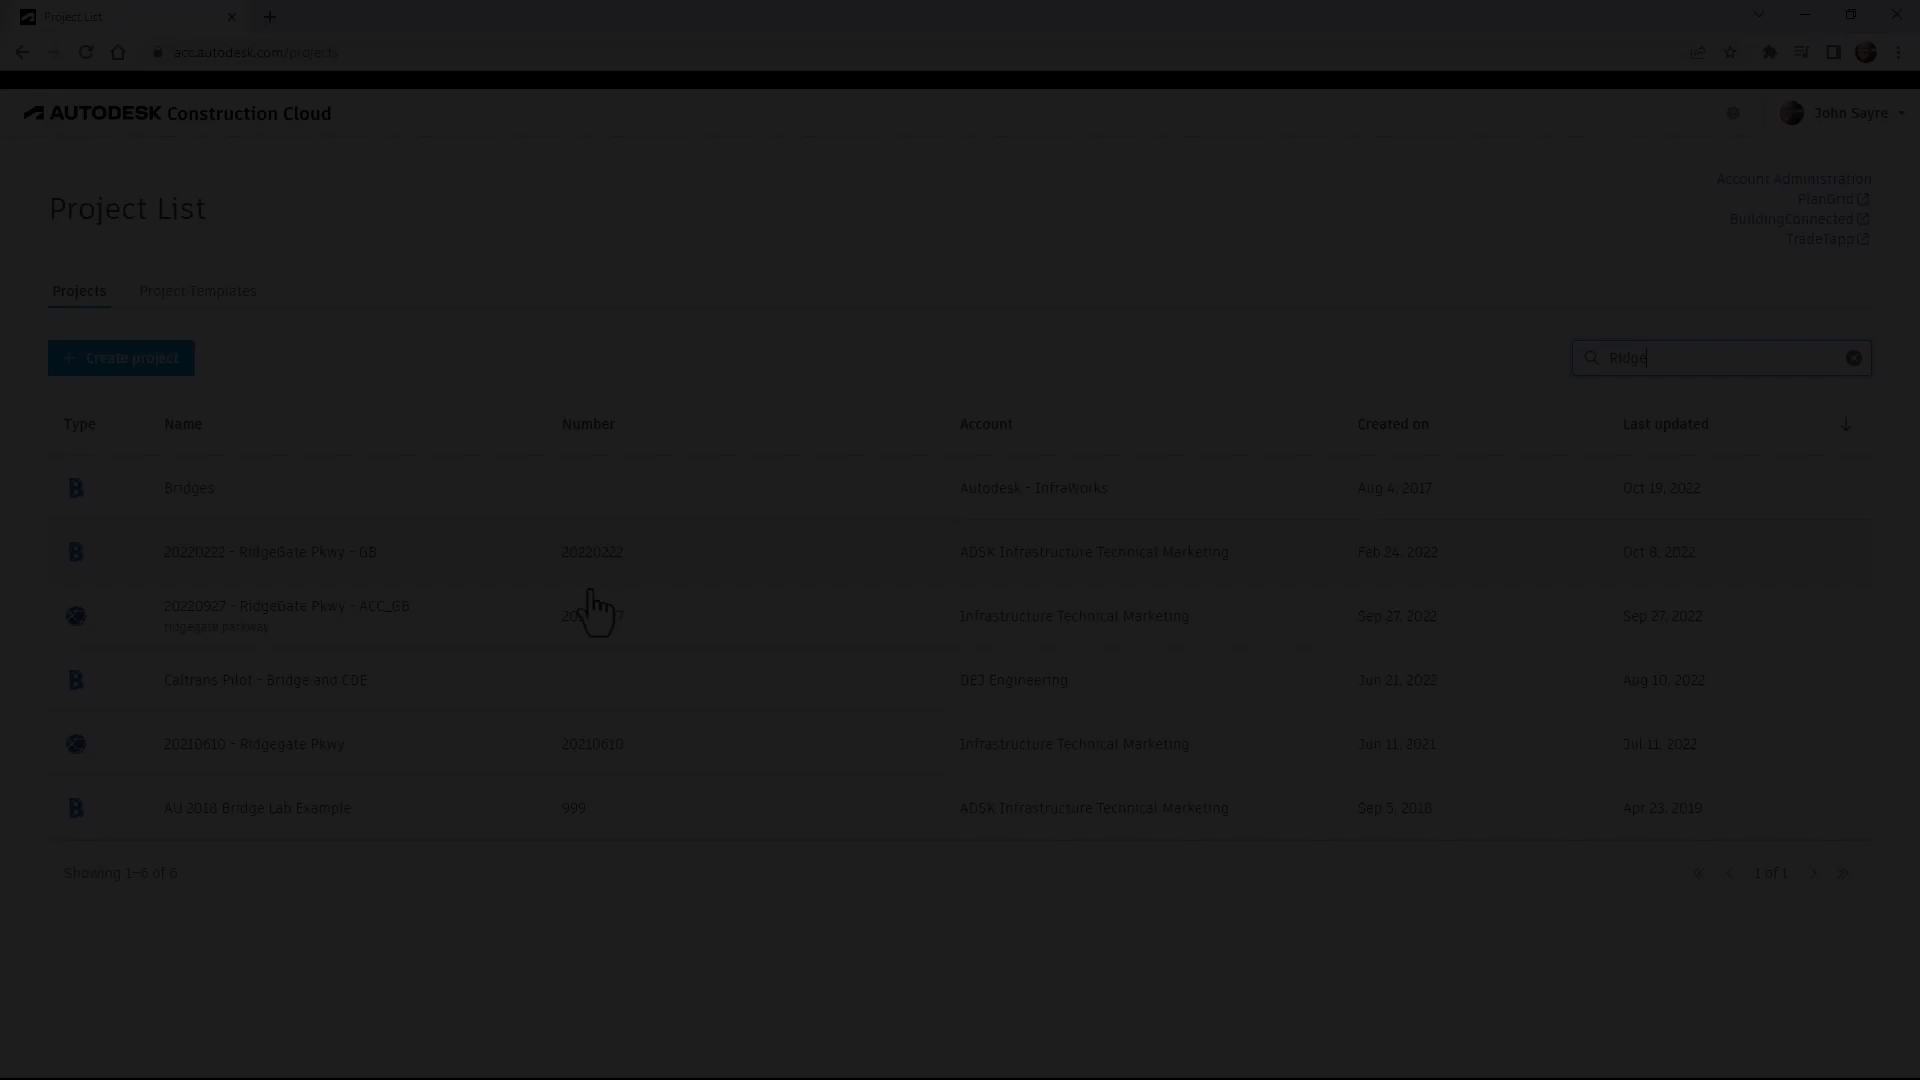 Project List
acc.autodesk.com/projects
AUTODESK Construction Cloud
John Sayre
Account Administration
Project List
PlanGrid
BuildingConnected
TradeTapp
Projects Project Templates
+ Create project
Ridge
Type Name Number Account Created on Last updated
Bridges Autodesk - InfraWorks Aug 4, 2017 Oct 19, 2022
20220222 - RidgeGate Pkwy - GB 20220222 ADSK Infrastructure Technical Marketing Feb 24, 2022 Oct 8, 2022
20220927 - RidgeGate Pkwy - ACC_GB Infrastructure Technical Marketing Sep 27, 2022 Sep 27, 2022
ridgegate parkway
Caltrans Pilot - Bridge and CDE DEJ Engineering Jun 21, 2022 Aug 10, 2022
20210610 - Ridgegate Pkwy 20210610 Infrastructure Technical Marketing Jun 11, 2021 Jul 11, 2022
AU 2018 Bridge Lab Example 999 ADSK Infrastructure Technical Marketing Sep 5, 2018 Apr 23, 2019
Showing 1-6 of 6 1 of 1